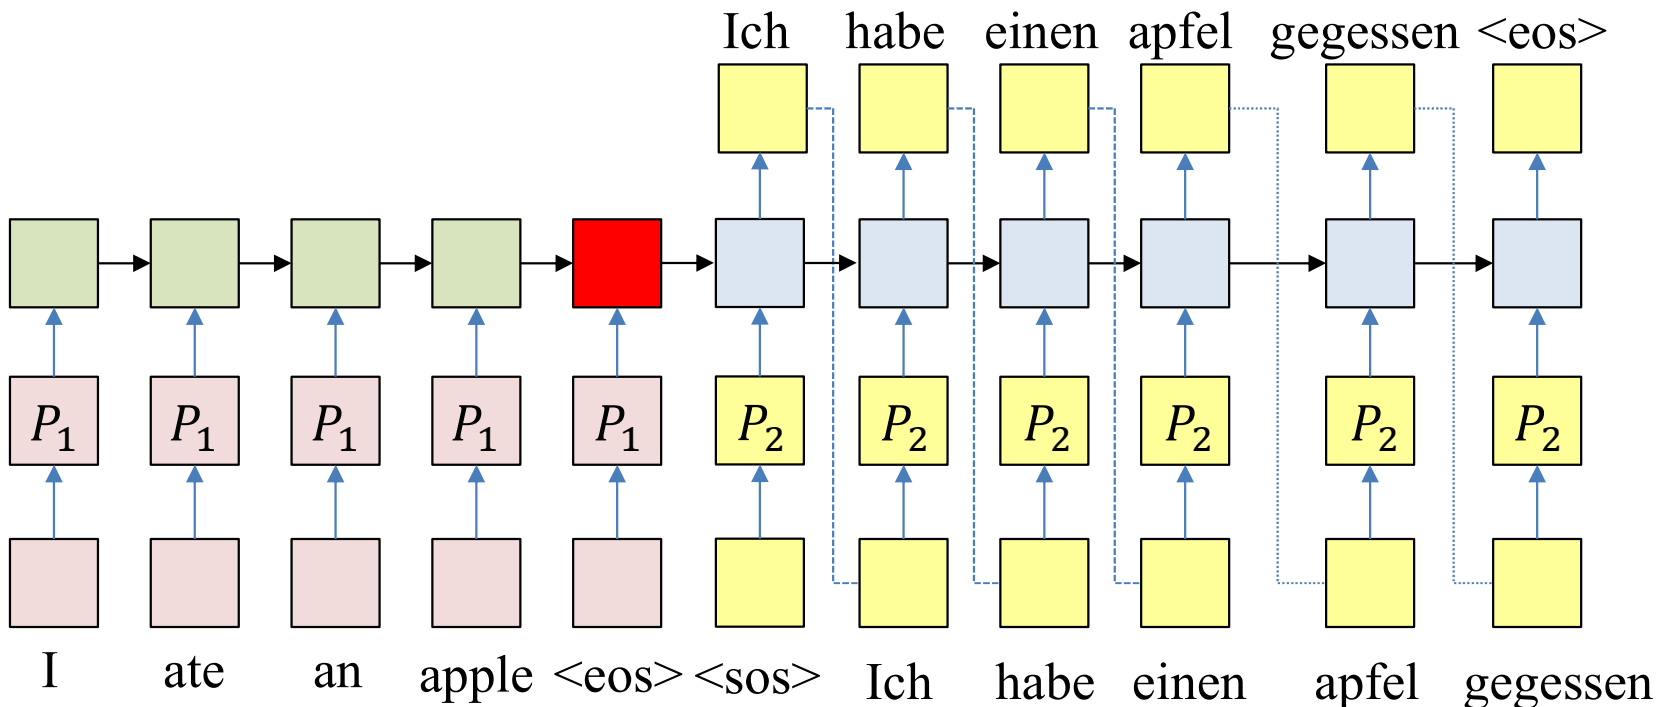 Ich habe einen apfel gegessen <eos>
P₁ P₁ P₁ P₁ P₁ P₂ P₂ P₂ P₂ P₂ P₂
I ate an apple <eos> <sos> Ich habe einen apfel gegessen